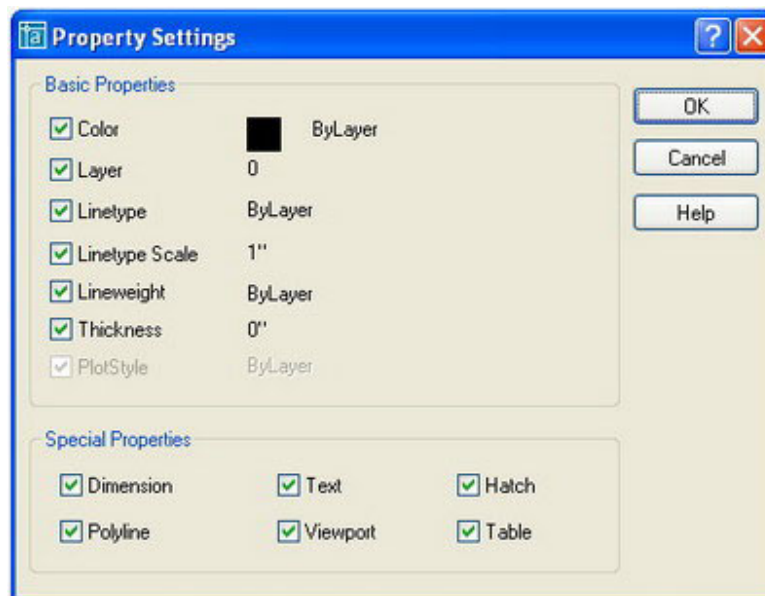 Property Settings
Basic Properties
Color ByLayer
Layer 0
Linetype ByLayer
Linetype Scale 1"
Lineweight ByLayer
Thickness 0"
PlotStyle ByLayer
OK
Cancel
Help
Special Properties
Dimension Text Hatch
Polyline Viewport Table